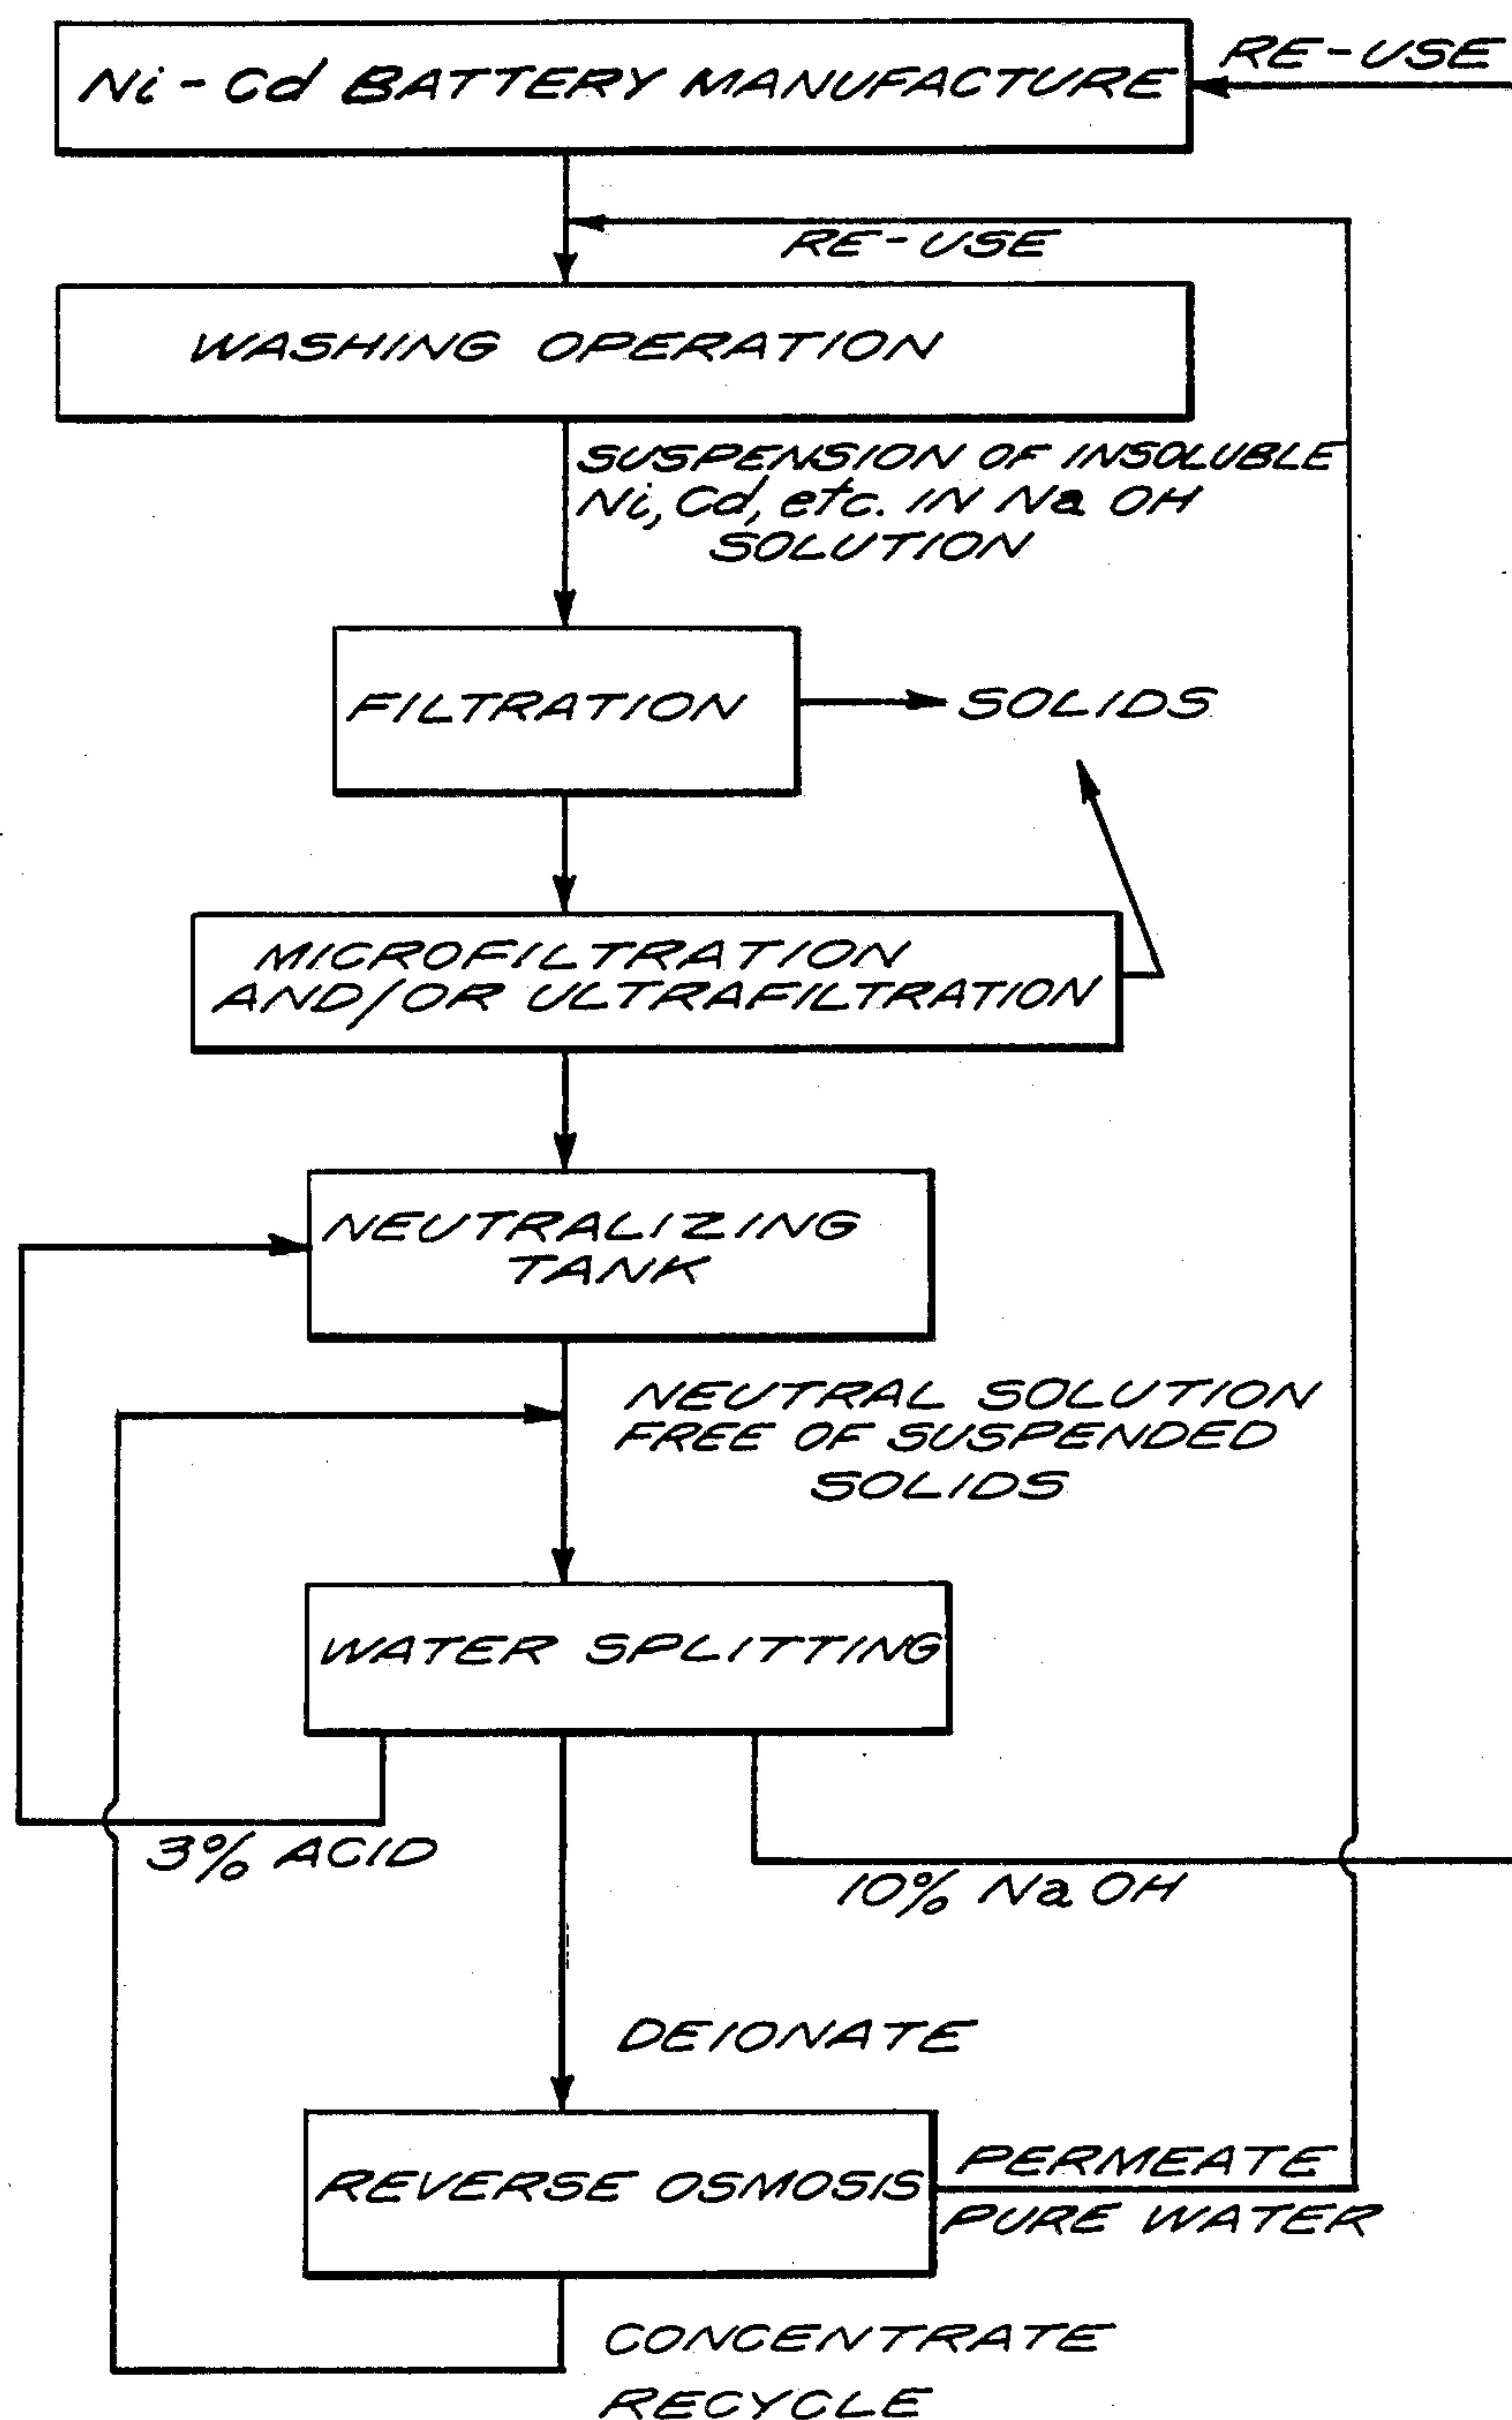 Ni-Cd BATTERY MANUFACTURE
RE-USE
RE-USE
WASHING OPERATION
SUSPENSION OF INSOLUBLE
Ni, Cd, etc. IN Na OH
SOLUTION
FILTRATION
SOLIDS
MICROFILTRATION
AND/OR ULTRAFILTRATION
NEUTRALIZING
TANK
NEUTRAL SOLUTION
FREE OF SUSPENDED
SOLIDS
WATER SPLITTING
3% ACID
10% Na OH
DEIONATE
REVERSE OSMOSIS
PERMEATE
PURE WATER
CONCENTRATE
RECYCLE